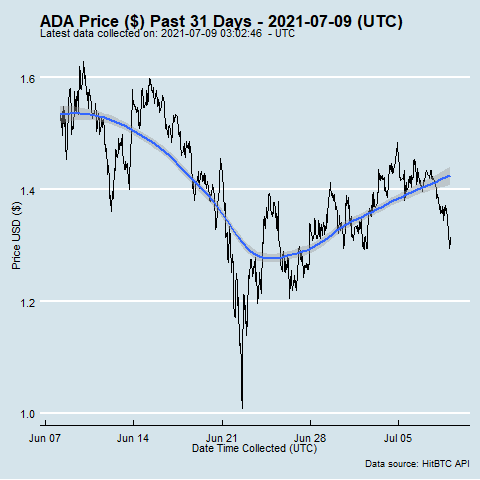 ADA Price ($) Past 31 Days - 2021-07-09 (UTC)
Latest data collected on: 2021-07-09 03:02:46 - UTC
Price USD ($)
1.6
1.4
1.2
1.0
Jun 07 Jun 14 Jun 21 Jun 28 Jul 05
Date Time Collected (UTC)
Data source: HitBTC API